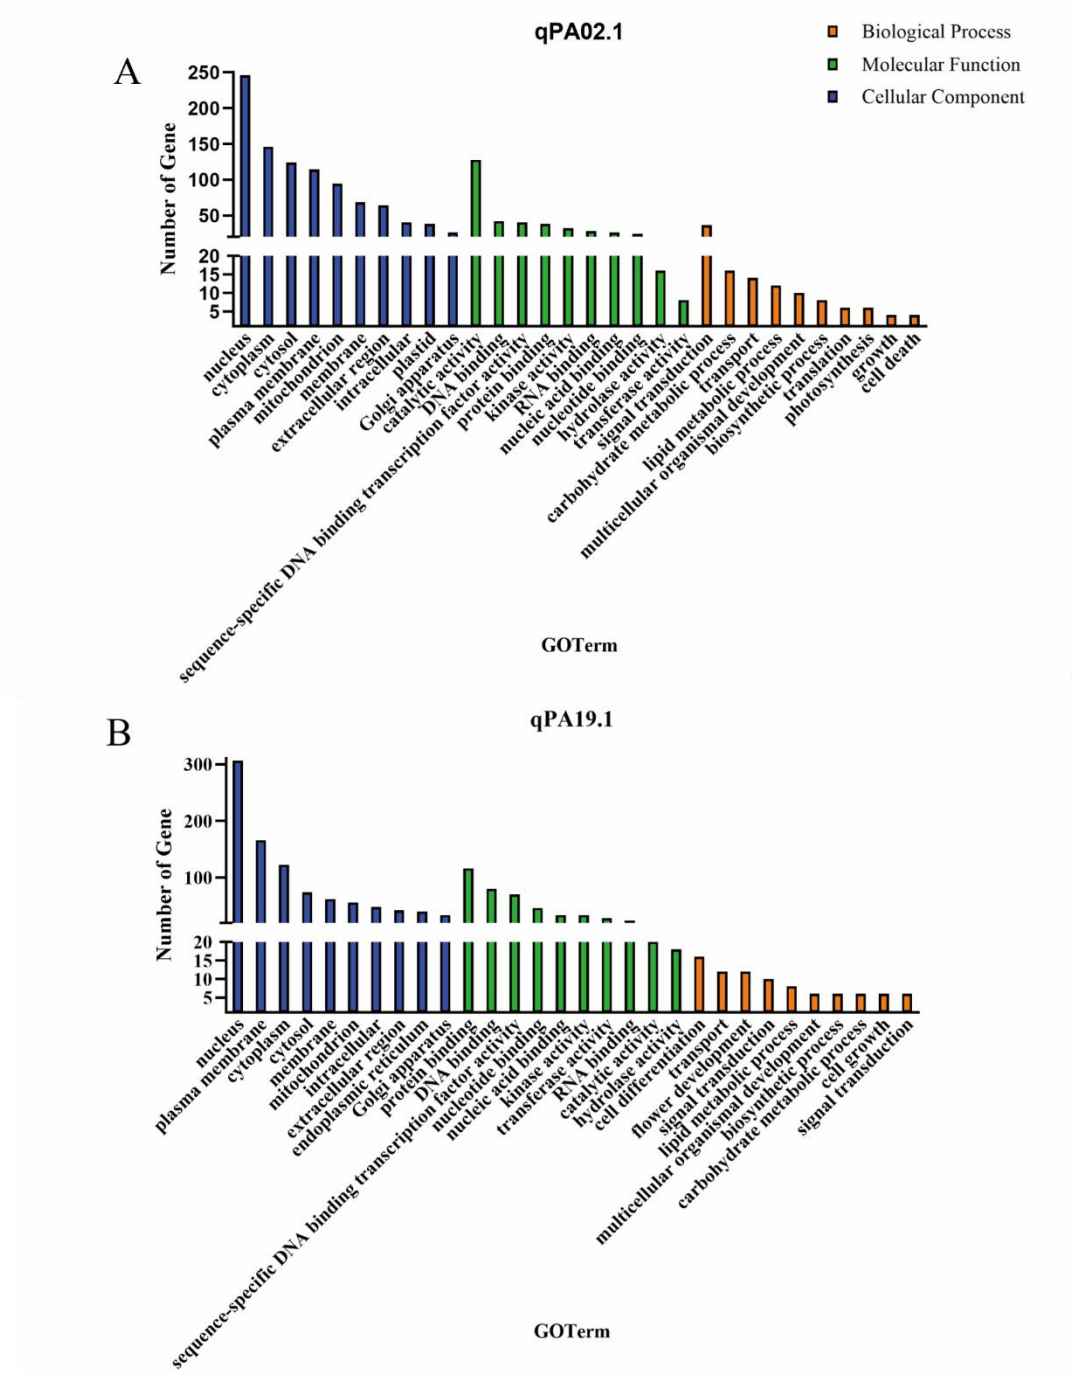 qPA02.1
Biological Process
Molecular Function
Cellular Component
A
Number of Gene
250
200
150
100
50
20
15
10
5
nucleus
cytoplasm
cytosol
plasma membrane
mitochondrion
membrane
extracellular region
intracellular
plastid
Golgi apparatus
catalytic activity
DNA binding
sequence-specific DNA binding transcription factor activity
protein binding
kinase activity
RNA binding
nucleic acid binding
nucleotide binding
hydrolase activity
transferase activity
signal transduction
carbohydrate metabolic process
transport
lipid metabolic process
multicellular organismal development
biosynthetic process
translation
photosynthesis
growth
cell death
GOTerm
qPA19.1
B
Number of Gene
300
200
100
20
15
10
5
nucleus
plasma membrane
cytoplasm
cytosol
membrane
mitochondrion
intracellular
extracellular region
endoplasmic reticulum
Golgi apparatus
protein binding
DNA binding
sequence-specific DNA binding transcription factor activity
nucleotide binding
nucleic acid binding
kinase activity
transferase activity
RNA binding
catalytic activity
hydrolase activity
cell differentiation
transport
flower development
signal transduction
lipid metabolic process
multicellular organismal development
biosynthetic process
carbohydrate metabolic process
cell growth
signal transduction
GOTerm